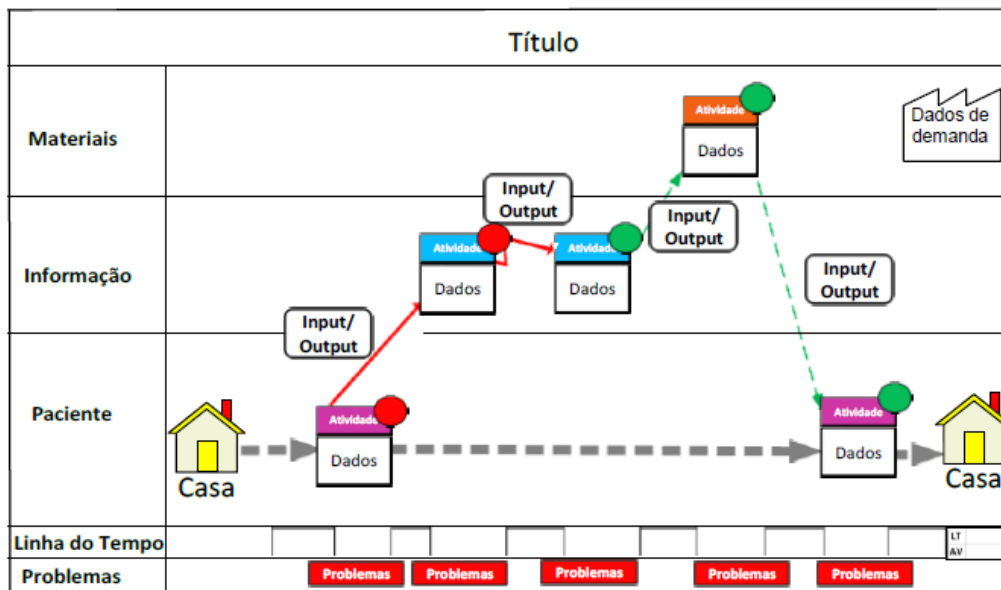 Título
Materiais
Atividade
Dados
Dados de
demanda
Input/
Output
Input/
Output
Informação
Atividade
Dados
Atividade
Dados
Input/
Output
Input/
Output
Paciente
Casa
Atividade
Dados
Atividade
Dados
Casa
Linha do Tempo
LT
AV
Problemas
Problemas
Problemas
Problemas
Problemas
Problemas